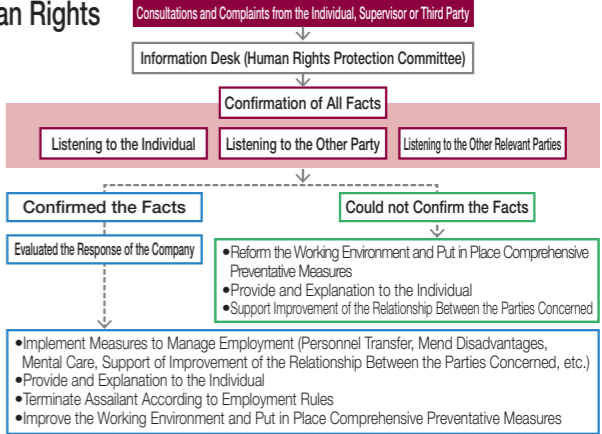 an Rights
Consultations and Complaints from the Individual, Supervisor or Third Party
Information Desk (Human Rights Protection Committee)
Confirmation of All Facts
Listening to the Individual
Listening to the Other Party
Listening to the Other Relevant Parties
Confirmed the Facts
Could not Confirm the Facts
Evaluated the Response of the Company
•Reform the Working Environment and Put in Place Comprehensive
Preventative Measures
•Provide and Explanation to the Individual
•Support Improvement of the Relationship Between the Parties Concerned
•Implement Measures to Manage Employment (Personnel Transfer, Mend Disadvantages,
Mental Care, Support of Improvement of the Relationship Between the Parties Concerned, etc.)
•Provide and Explanation to the Individual
•Terminate Assailant According to Employment Rules
•Improve the Working Environment and Put in Place Comprehensive Preventative Measures